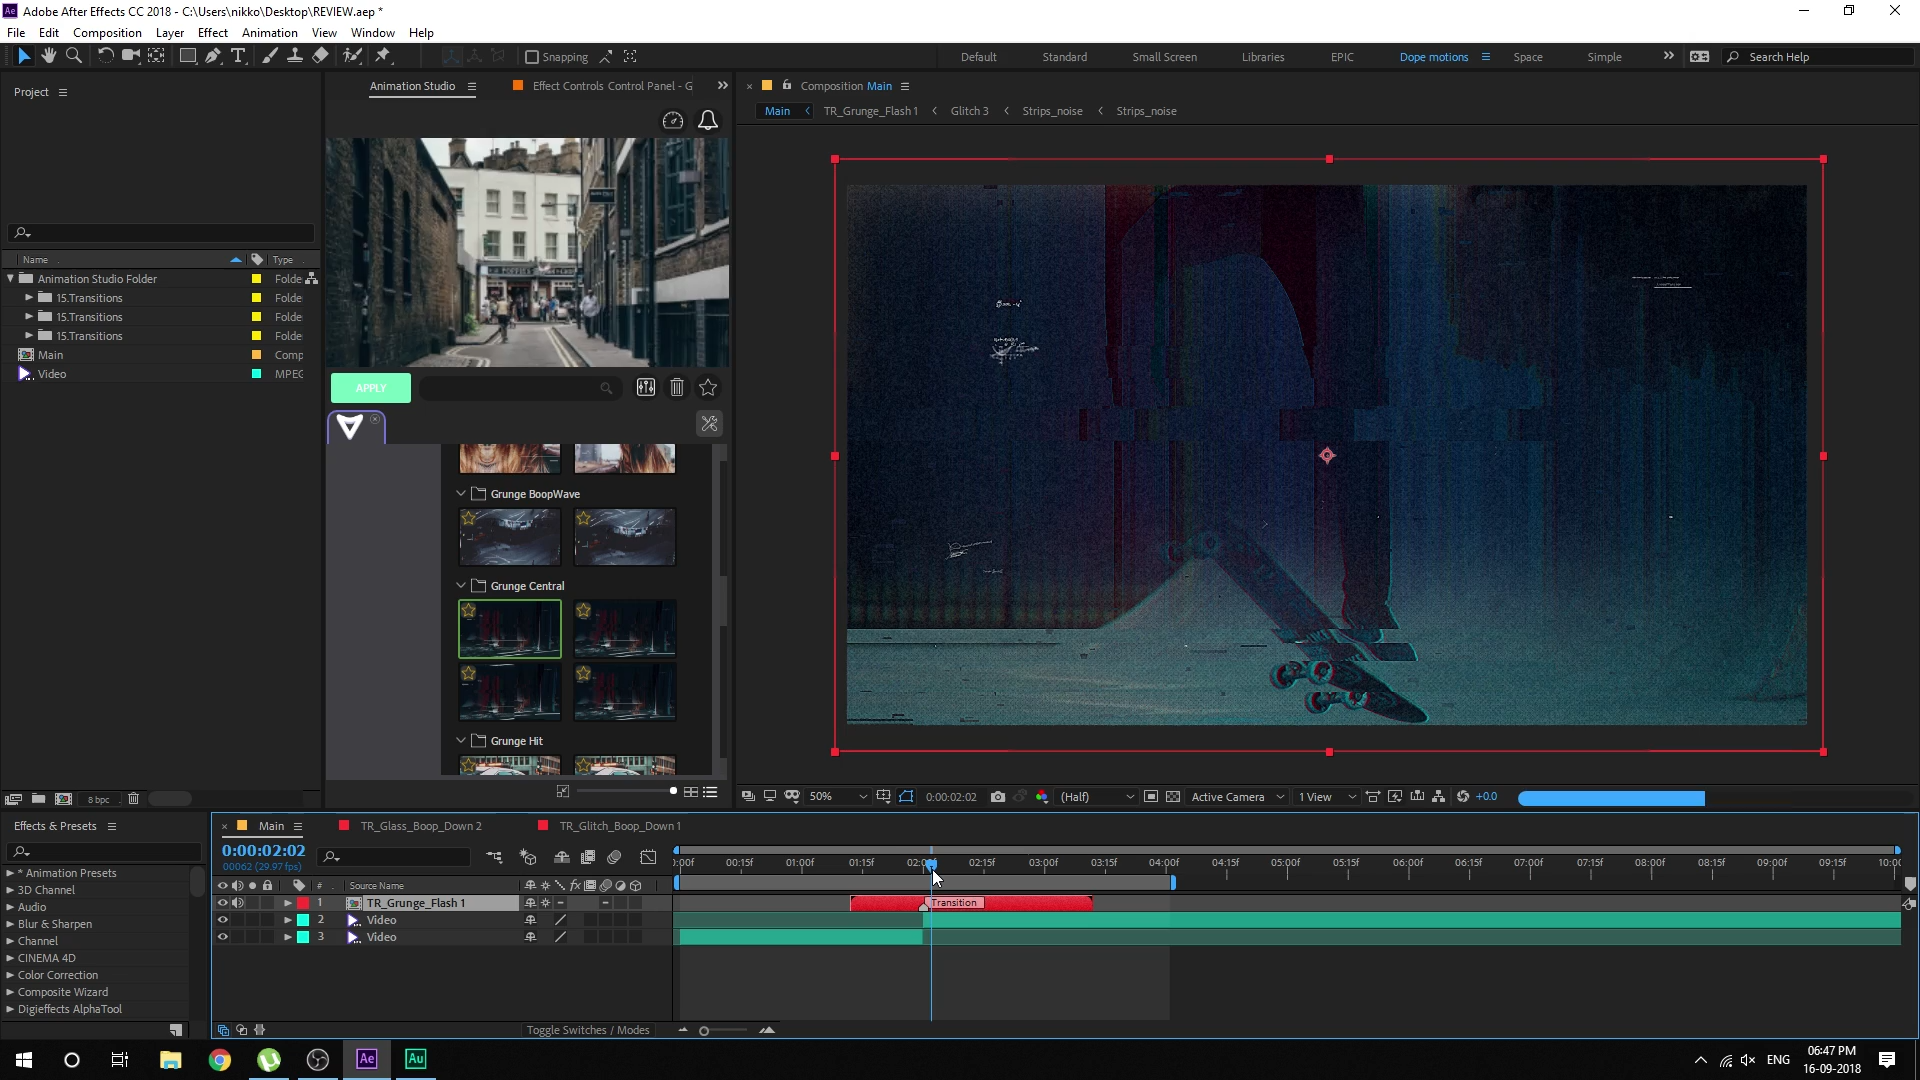 Adobe After Effects CC 2018 - C:\Users\nikko\Desktop\REVIEW.aep *
File Edit Composition Layer Effect Animation View Window Help
Snapping
Default Standard Small Screen Libraries EPIC Dope motions Space Simple Search Help
Project
Animation Studio Effect Controls Control Panel - G
Composition Main
Main TR_Grunge_Flash 1 Glitch 3 Strips_noise Strips_noise
Name Type
Animation Studio Folder Folde
15.Transitions Folde
15.Transitions Folde
15.Transitions Folde
Main Comp
Video MPEG
APPLY
Grunge BoopWave
Grunge Central
Grunge Hit
8 bpc
50% 0:00:02:02 (Half) Active Camera 1 View +0.0
Effects & Presets
* Animation Presets
3D Channel
Audio
Blur & Sharpen
Channel
CINEMA 4D
Color Correction
Composite Wizard
Digieffects AlphaTool
Main TR_Glass_Boop_Down 2 TR_Glitch_Boop_Down 1
0:00:02:02
00062 (29.97 fps)
00:15f 01:00f 01:15f 02:15f 03:00f 03:15f 04:00f 04:15f 05:00f 05:15f 06:00f 06:15f 07:00f 07:15f 08:00f 08:15f 09:00f 09:15f
# Source Name
1 TR_Grunge_Flash 1 Transition
2 Video
3 Video
Toggle Switches / Modes
Ae Au ENG
06:47 PM
16-09-2018